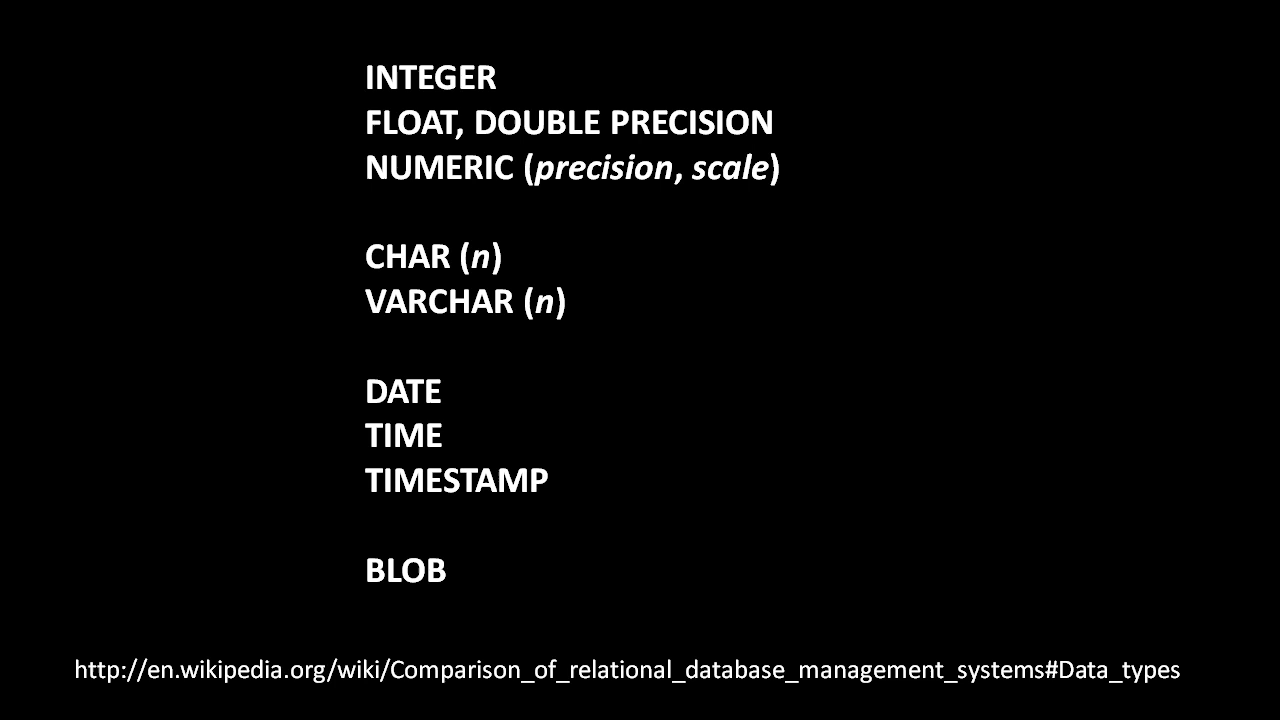 INTEGER
FLOAT, DOUBLE PRECISION
NUMERIC (precision, scale)
CHAR (n)
VARCHAR (n)
DATE
TIME
TIMESTAMP
BLOB
http://en.wikipedia.org/wiki/Comparison_of_relational_database_management_systems#Data_types